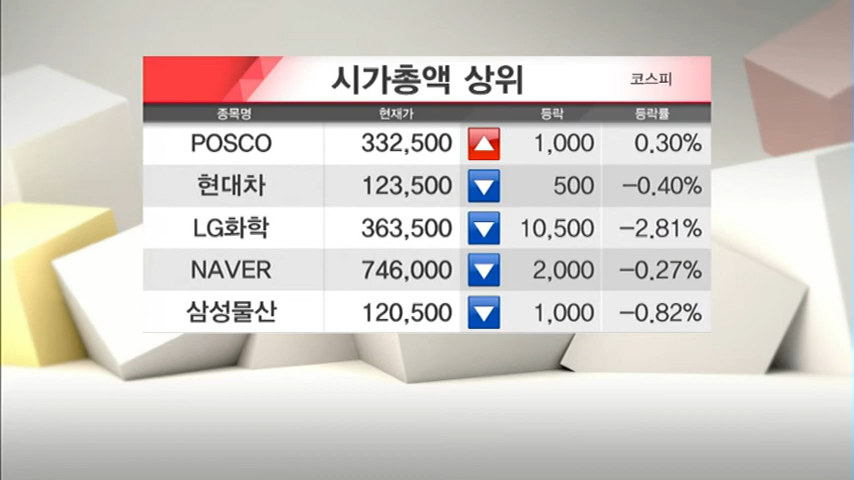 시가총액 상위 코스피
종목명 현재가 등락 등락률
POSCO 332,500 ▲ 1,000 0.30%
현대차 123,500 ▼ 500 -0.40%
LG화학 363,500 ▼ 10,500 -2.81%
NAVER 746,000 ▼ 2,000 -0.27%
삼성물산 120,500 ▼ 1,000 -0.82%